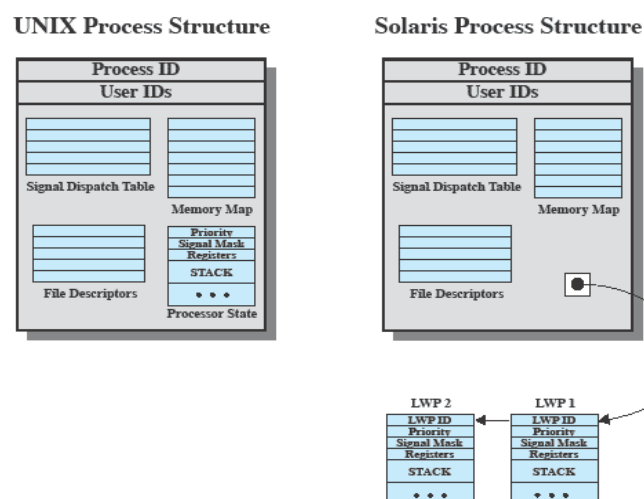 UNIX Process Structure
Process ID
User IDs
Signal Dispatch Table
Memory Map
Priority
Signal Mask
Registers
STACK
• • •
File Descriptors
Processor State
Solaris Process Structure
Process ID
User IDs
Signal Dispatch Table
Memory Map
File Descriptors
LWP 2
LWP ID
Priority
Signal Mask
Registers
STACK
• • •
LWP 1
LWP ID
Priority
Signal Mask
Registers
STACK
• • •